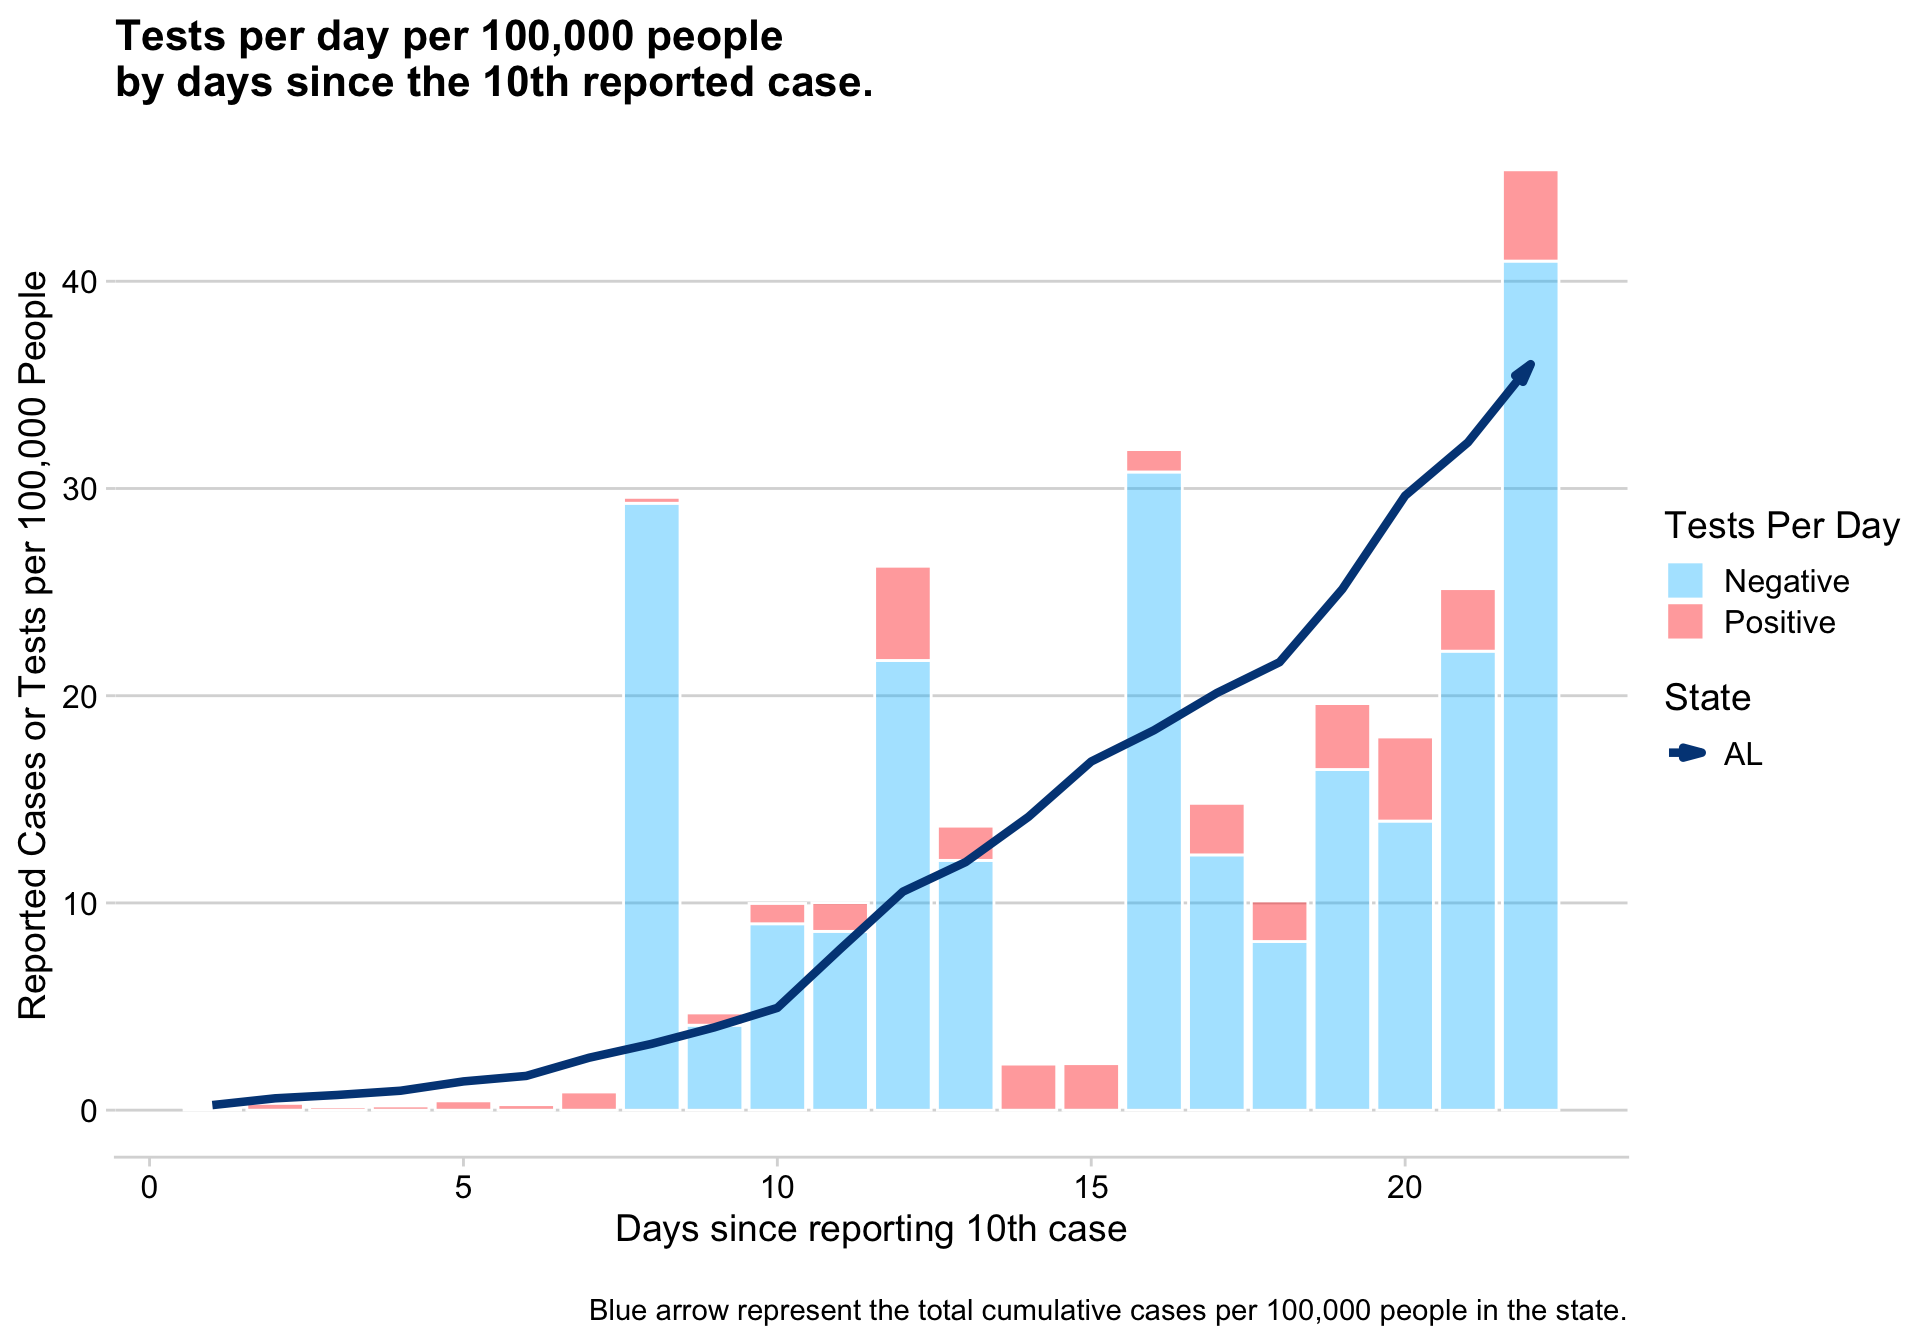 Tests per day per 100,000 people
by days since the 10th reported case.
Reported Cases or Tests per 100,000 People
40
30
20
10
0
0
5
10
15
20
Days since reporting 10th case
Tests Per Day
Negative
Positive
State
AL
Blue arrow represent the total cumulative cases per 100,000 people in the state.